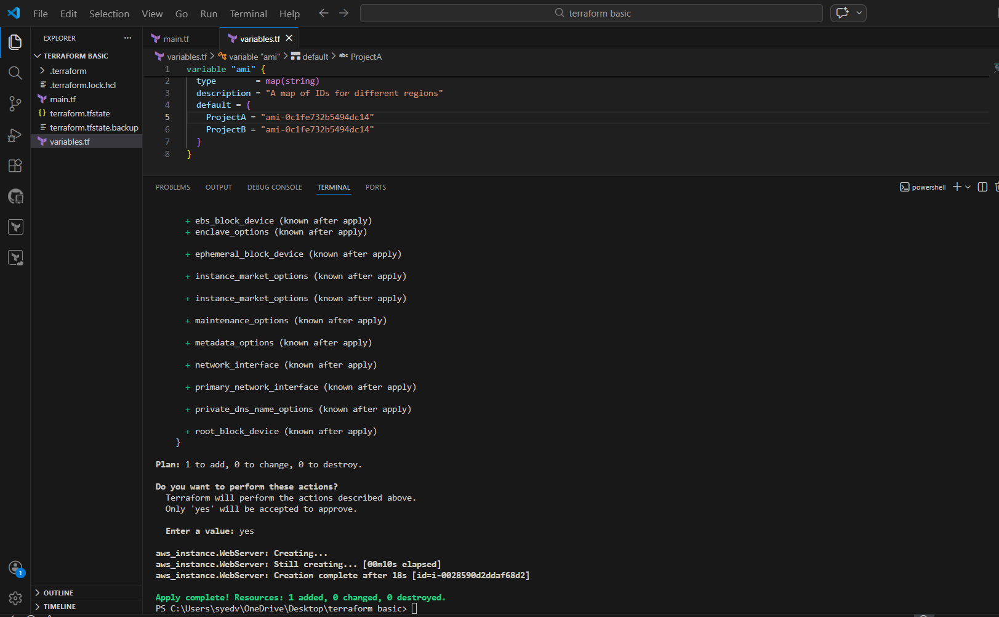 File Edit Selection View Go Run Terminal Help
terraform basic
EXPLORER
TERRAFORM BASIC
.terraform
.terraform.lock.hcl
main.tf
terraform.tfstate
terraform.tfstate.backup
variables.tf
OUTLINE
TIMELINE
1
main.tf
variables.tf
variables.tf > variable "ami" > default > abc ProjectA
1 variable "ami" {
2 type        = map(string)
3 description = "A map of IDs for different regions"
4 default = {
5 ProjectA = "ami-0c1fe732b5494dc14"
6 ProjectB = "ami-0c1fe732b5494dc14"
7 }
8 }
PROBLEMS OUTPUT DEBUG CONSOLE TERMINAL PORTS
powershell
+ ebs_block_device (known after apply)
+ enclave_options (known after apply)
+ ephemeral_block_device (known after apply)
+ instance_market_options (known after apply)
+ instance_market_options (known after apply)
+ maintenance_options (known after apply)
+ metadata_options (known after apply)
+ network_interface (known after apply)
+ primary_network_interface (known after apply)
+ private_dns_name_options (known after apply)
+ root_block_device (known after apply)
}
Plan: 1 to add, 0 to change, 0 to destroy.
Do you want to perform these actions?
Terraform will perform the actions described above.
Only 'yes' will be accepted to approve.
Enter a value: yes
aws_instance.WebServer: Creating...
aws_instance.WebServer: Still creating... [00m10s elapsed]
aws_instance.WebServer: Creation complete after 18s [id=i-0028590d2ddaf68d2]
Apply complete! Resources: 1 added, 0 changed, 0 destroyed.
PS C:\Users\syedv\OneDrive\Desktop\terraform basic>